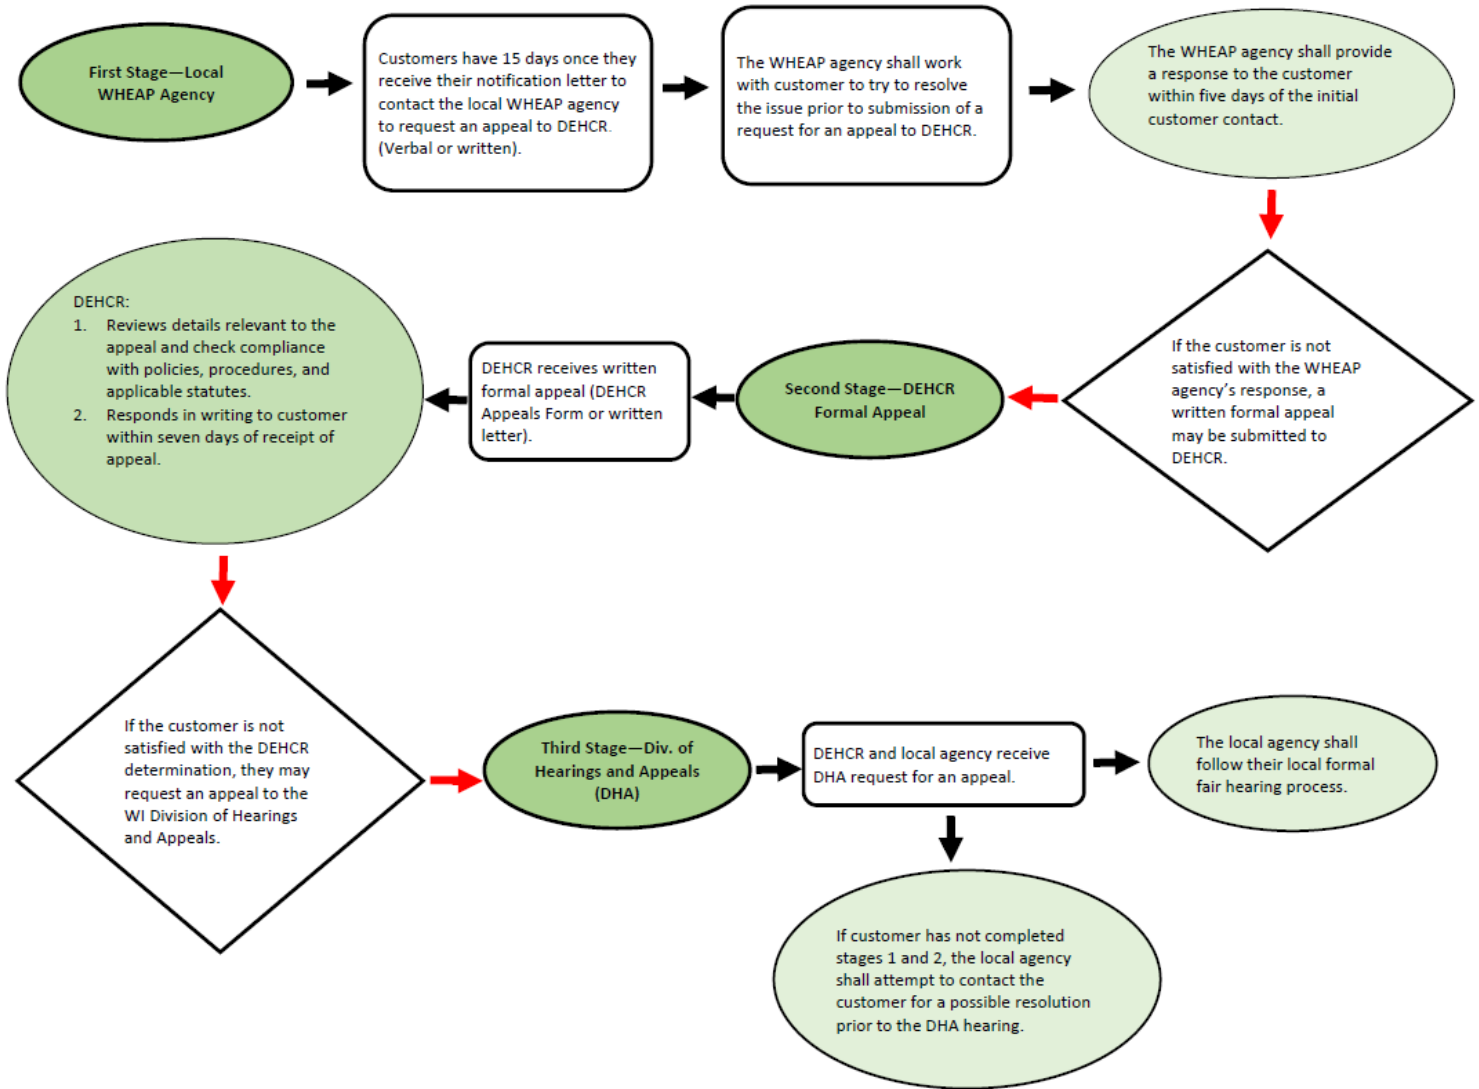 First Stage—Local
WHEAP Agency
Customers have 15 days once they
receive their notification letter to
contact the local WHEAP agency
to request an appeal to DEHCR.
(Verbal or written).
The WHEAP agency shall work
with customer to try to resolve
the issue prior to submission of a
request for an appeal to DEHCR.
The WHEAP agency shall provide
a response to the customer
within five days of the initial
customer contact.
If the customer is not
satisfied with the WHEAP
agency’s response, a
written formal appeal
may be submitted to
DEHCR.
Second Stage—DEHCR
Formal Appeal
DEHCR receives written
formal appeal (DEHCR
Appeals Form or written
letter).
DEHCR:
1. Reviews details relevant to the
appeal and check compliance
with policies, procedures, and
applicable statutes.
2. Responds in writing to customer
within seven days of receipt of
appeal.
If the customer is not
satisfied with the DEHCR
determination, they may
request an appeal to the
WI Division of Hearings
and Appeals.
Third Stage—Div. of
Hearings and Appeals
(DHA)
DEHCR and local agency receive
DHA request for an appeal.
The local agency shall
follow their local formal
fair hearing process.
If customer has not completed
stages 1 and 2, the local agency
shall attempt to contact the
customer for a possible resolution
prior to the DHA hearing.